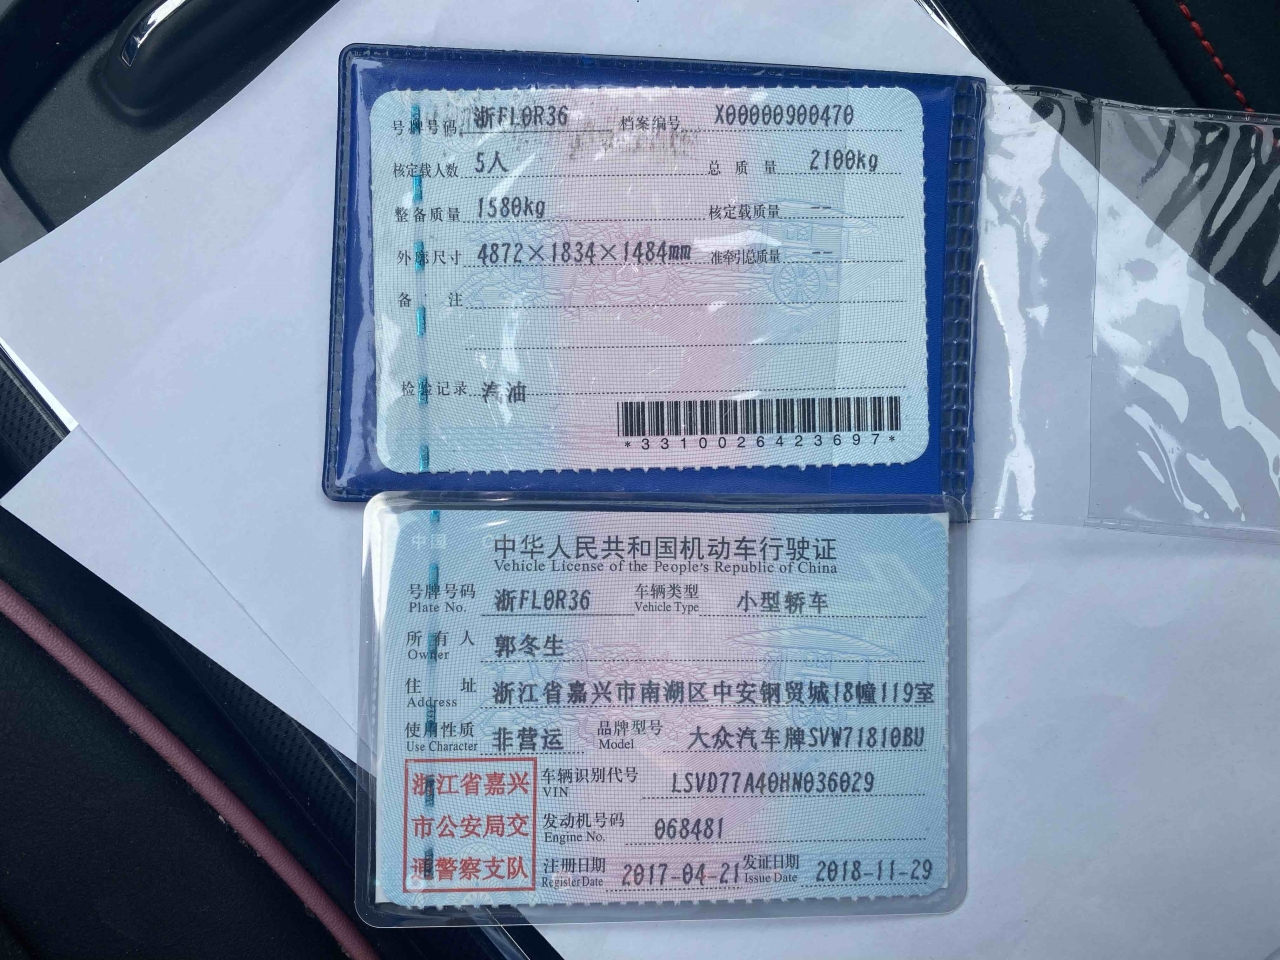 号牌号码 浙FL0R36 档案编号 X00000900470
核定载人数 5人 总质量 2100kg
整备质量 1580kg 核定载质量 --
外廓尺寸 4872×1834×1484mm 准牵引总质量 --
备 注
检验记录 汽油
*3310026423697*
中华人民共和国机动车行驶证
Vehicle License of the People's Republic of China
号牌号码 浙FL0R36 车辆类型 小型轿车
Plate No. Vehicle Type
所有人 郭冬生
Owner
住 址 浙江省嘉兴市南湖区中安钢贸城18幢119室
Address
使用性质 非营运 品牌型号 大众汽车牌SVW71810BU
Use Character Model
浙江省嘉兴
市公安局交
通警察支队
车辆识别代号 LSVD77A40HN036029
VIN
发动机号码 068481
Engine No.
注册日期 2017-04-21 发证日期 2018-11-29
Register Date Issue Date